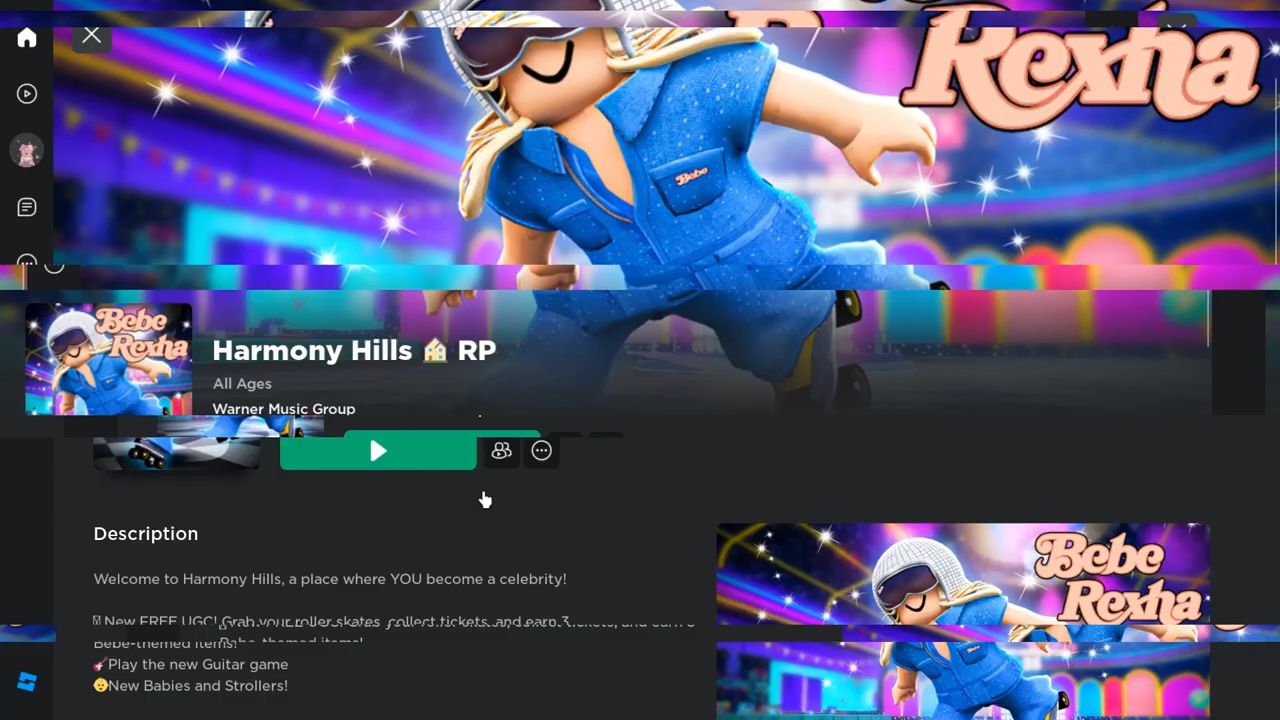 Rexha
Bebe
Bebe
Rexha
Harmony Hills 🏠 RP
All Ages
Warner Music Group
Description
Bebe
Rexha
Welcome to Harmony Hills, a place where YOU become a celebrity!
New FREE UGC! Grab your roller skates, collect tickets, and earn 3
Bebe-themed items!
🎸Play the new Guitar game
👶New Babies and Strollers!